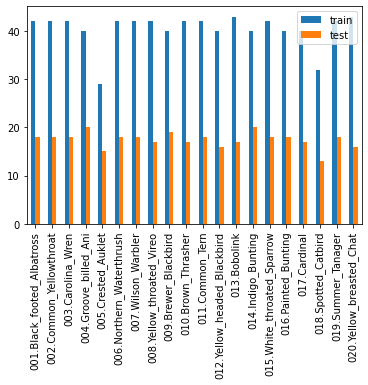 train
test
40
30
20
10
0
001.Black_footed_Albatross
002.Common_Yellowthroat
003.Carolina_Wren
004.Groove_billed_Ani
005.Crested_Auklet
006.Northern_Waterthrush
007.Wilson_Warbler
008.Yellow_throated_Vireo
009.Brewer_Blackbird
010.Brown_Thrasher
011.Common_Tern
012.Yellow_headed_Blackbird
013.Bobolink
014.Indigo_Bunting
015.White_throated_Sparrow
016.Painted_Bunting
017.Cardinal
018.Spotted_Catbird
019.Summer_Tanager
020.Yellow_breasted_Chat